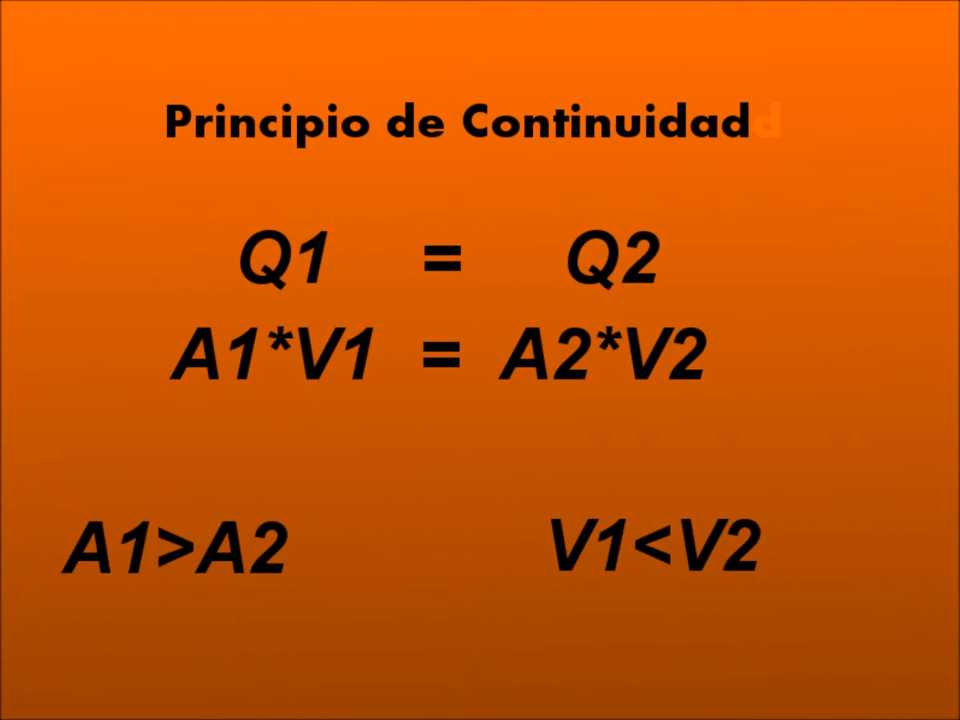 Principio de Continuidadd
Q1 = Q2
A1*V1 = A2*V2
A1>A2 V1<V2